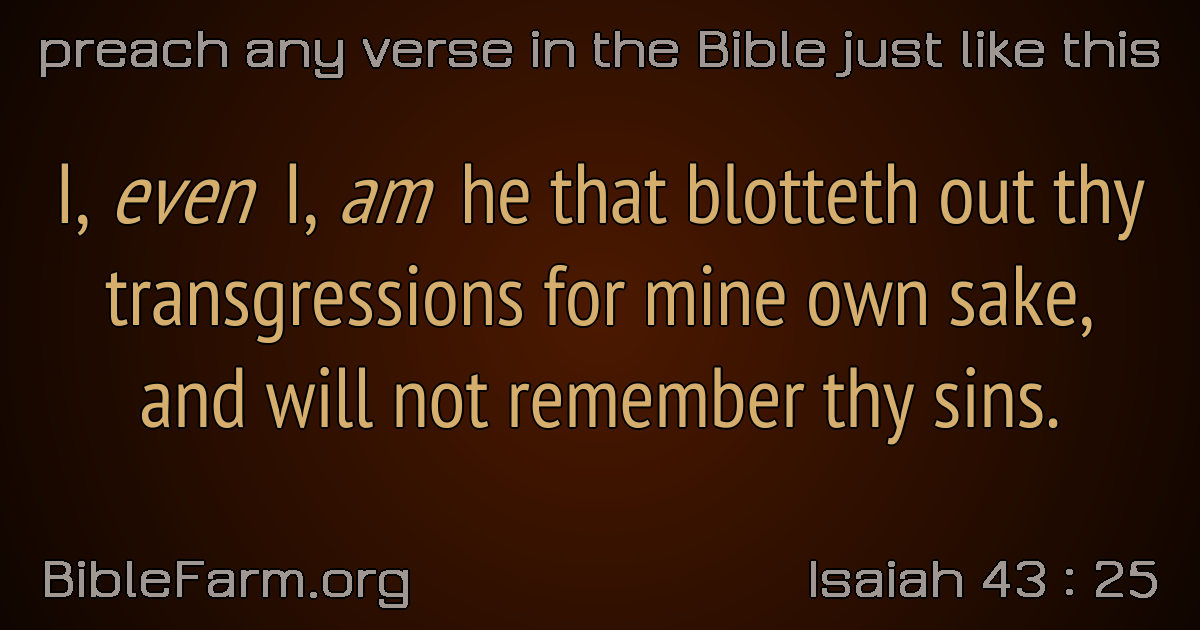 preach any verse in the Bible just like this
I, even I, am he that blotteth out thy
transgressions for mine own sake,
and will not remember thy sins.
BibleFarm.org
Isaiah 43 : 25